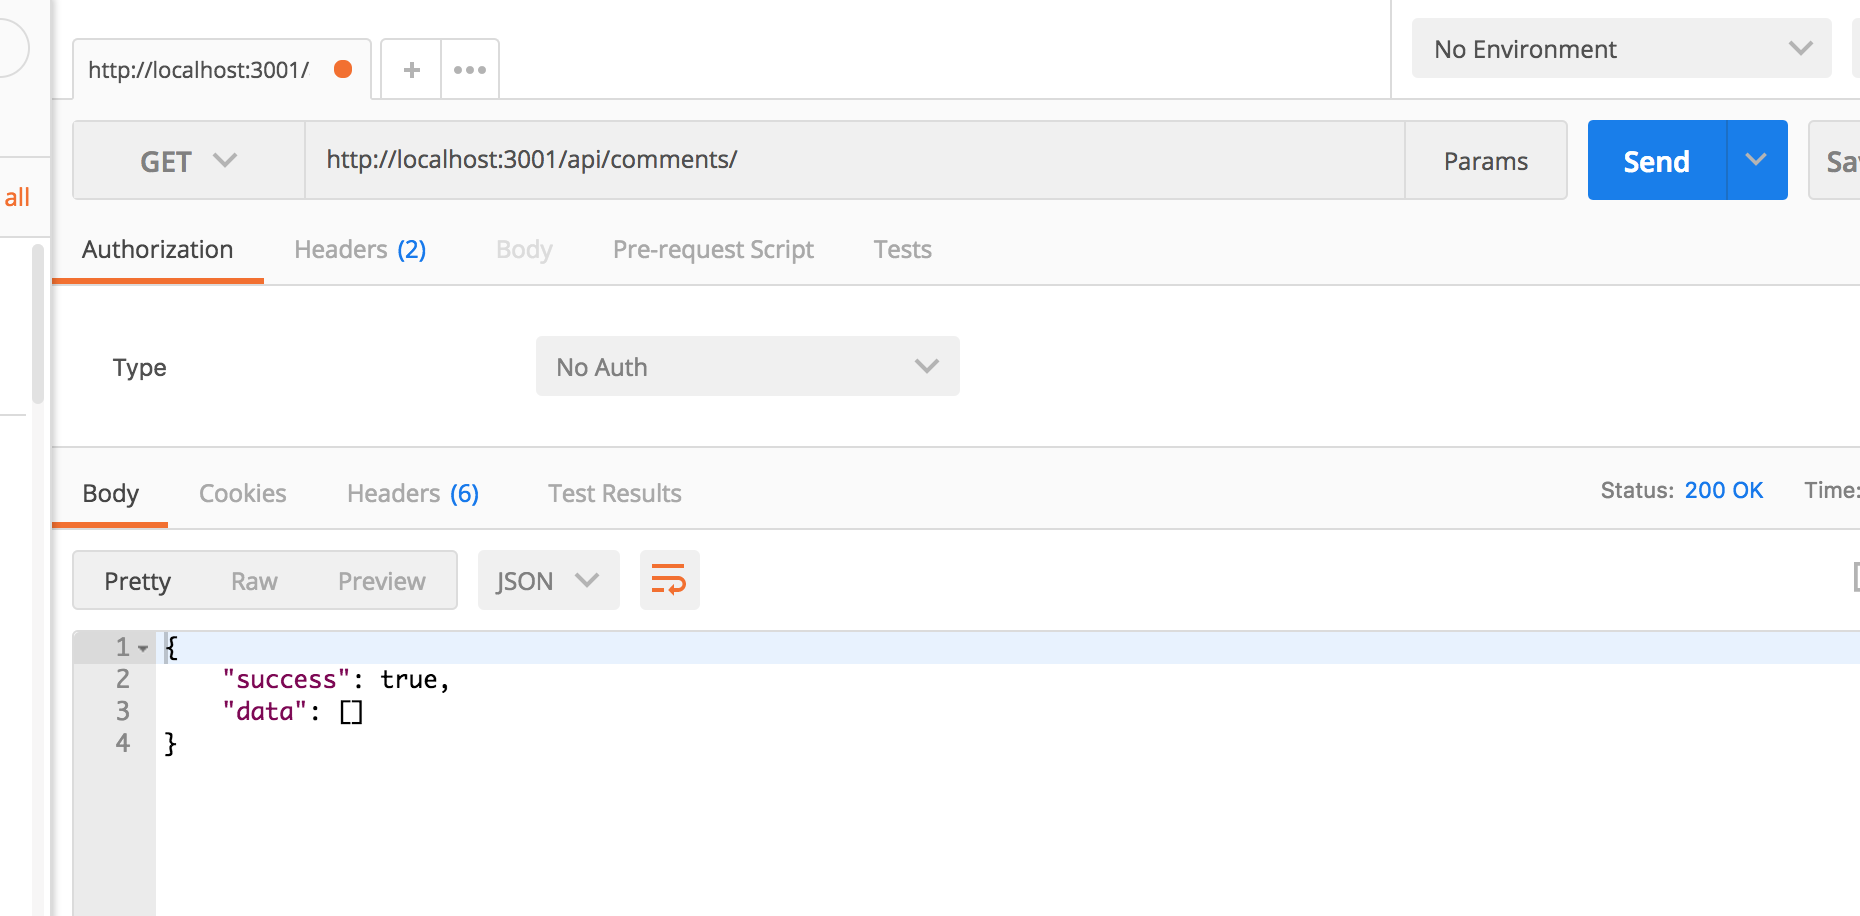 http://localhost:3001/
No Environment
GET http://localhost:3001/api/comments/ Params Send
all
Authorization Headers (2) Body Pre-request Script Tests
Type No Auth
Body Cookies Headers (6) Test Results Status: 200 OK Time:
Pretty Raw Preview JSON
1 {
2 "success": true,
3 "data": []
4 }